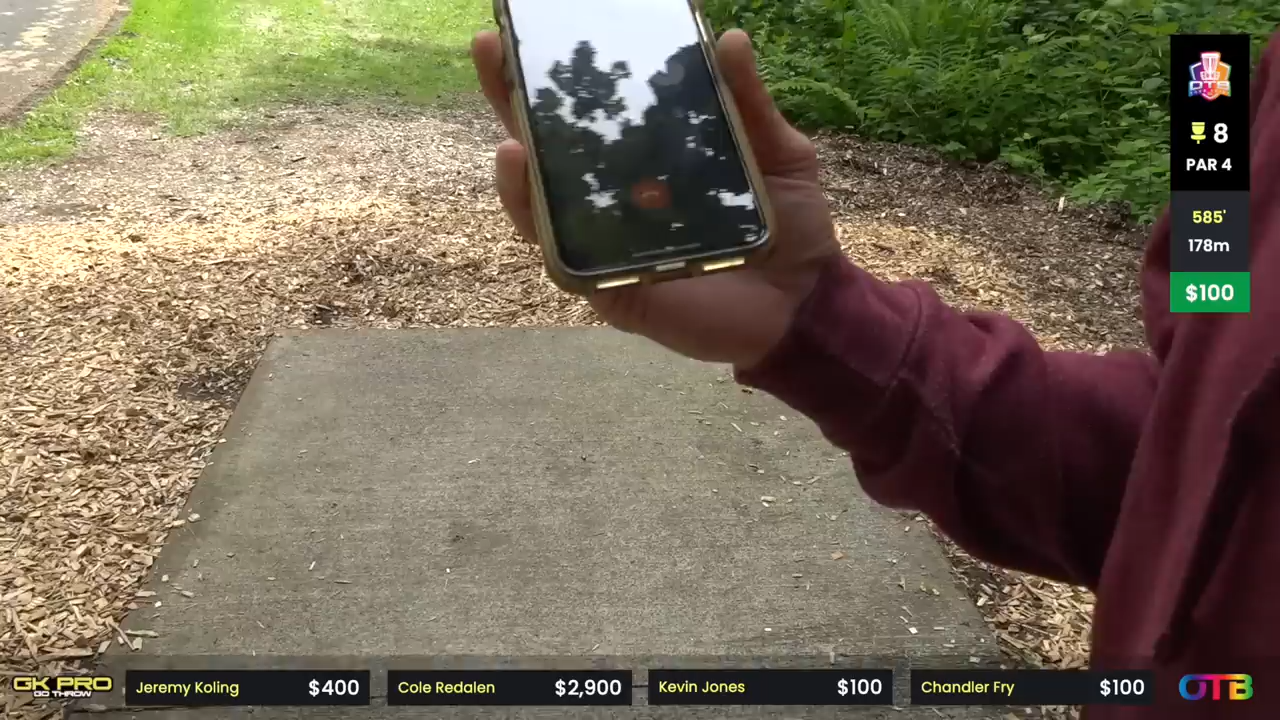 OTB
8
PAR 4
585'
178m
$100
GK PRO
GO THROW
Jeremy Koling $400
Cole Redalen $2,900
Kevin Jones $100
Chandler Fry $100
OTB